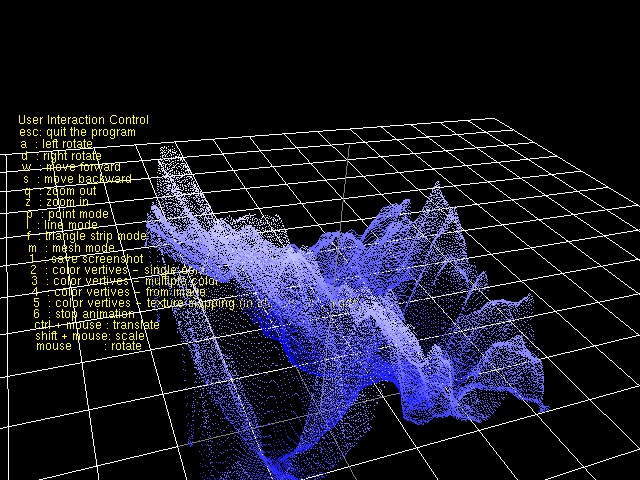 User Interaction Control
esc: quit the program
a : left rotate
d : right rotate
w : move forward
s : move backward
q : zoom out
z : zoom in
p : point mode
l : line mode
f : triangle strip mode
m : mesh mode
1 : save screenshot
2 : color vertives - single color
3 : color vertives - multiple color
4 : color vertives - from image
5 : color vertives - texture mapping (in
6 : stop animation
ctrl + mouse : translate
shift + mouse: scale
mouse : rotate